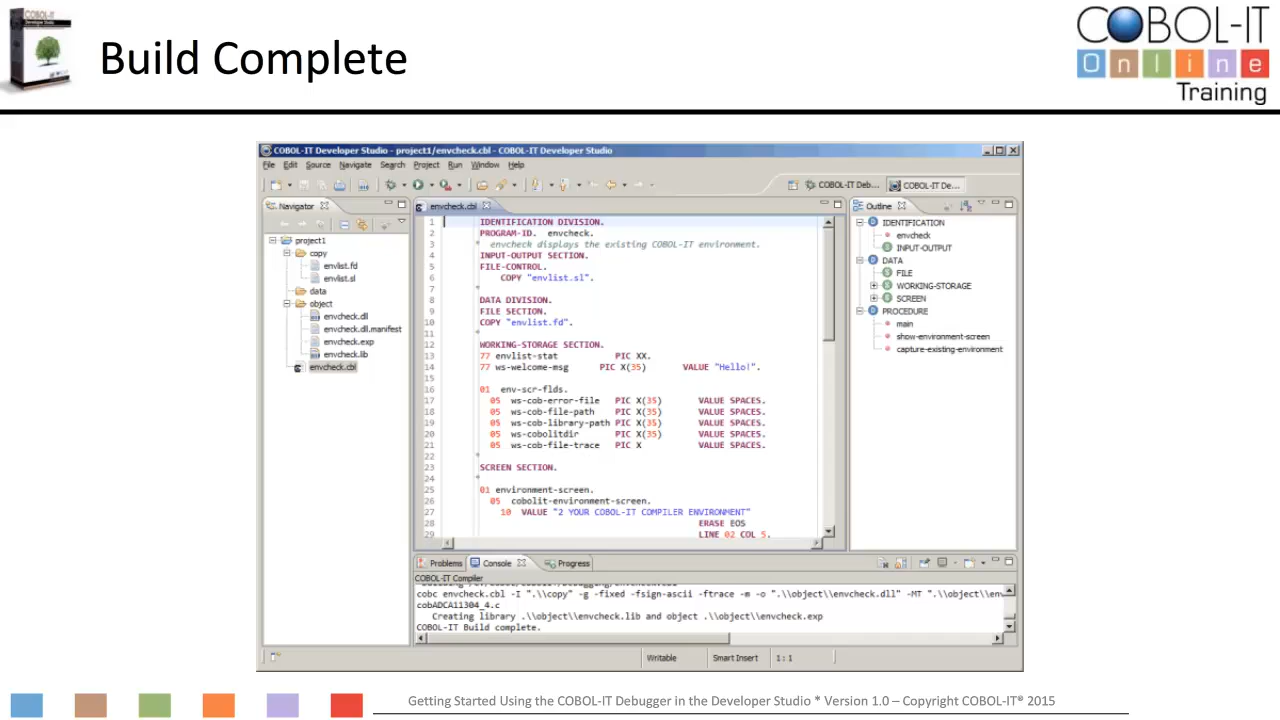 COBOL-IT
Developer Studio
Build Complete
COBOL-IT
Online
Training
COBOL-IT Developer Studio - project1/envcheck.cbl - COBOL-IT Developer Studio
File Edit Source Navigate Search Project Run Window Help
COBOL-IT Deb... COBOL-IT De...
Navigator
project1
copy
envlist.fd
envlist.sl
data
object
envcheck.dll
envcheck.dll.manifest
envcheck.exp
envcheck.lib
envcheck.cbl
envcheck.cbl
1 IDENTIFICATION DIVISION.
2 PROGRAM-ID. envcheck.
3 * envcheck displays the existing COBOL-IT environment.
4 INPUT-OUTPUT SECTION.
5 FILE-CONTROL.
6 COPY "envlist.sl".
7 *
8 DATA DIVISION.
9 FILE SECTION.
10 COPY "envlist.fd".
11 *
12 WORKING-STORAGE SECTION.
13 77 envlist-stat PIC XX.
14 77 ws-welcome-msg PIC X(35) VALUE "Hello!".
15
16 01 env-scr-flds.
17 05 ws-cob-error-file PIC X(35) VALUE SPACES.
18 05 ws-cob-file-path PIC X(35) VALUE SPACES.
19 05 ws-cob-library-path PIC X(35) VALUE SPACES.
20 05 ws-cobolitdir PIC X(35) VALUE SPACES.
21 05 ws-cob-file-trace PIC X VALUE SPACES.
22 *
23 SCREEN SECTION.
24 *
25 01 environment-screen.
26 05 cobolit-environment-screen.
27 10 VALUE "2 YOUR COBOL-IT COMPILER ENVIRONMENT"
28 ERASE EOS
29 LINE 02 COL 5.
Outline
IDENTIFICATION
envcheck
INPUT-OUTPUT
DATA
FILE
WORKING-STORAGE
SCREEN
PROCEDURE
main
show-environment-screen
capture-existing-environment
Problems Console Progress
COBOL-IT Compiler
cobc envcheck.cbl -I ".\\copy" -g -fixed -fsign-ascii -ftrace -m -o ".\\object\\envcheck.dll" -MT ".\\object\\env
cobADCA11304_4.c
Creating library .\\object\\envcheck.lib and object .\\object\\envcheck.exp
COBOL-IT Build complete.
Writable Smart Insert 1 : 1
Getting Started Using the COBOL-IT Debugger in the Developer Studio * Version 1.0 – Copyright COBOL-IT® 2015